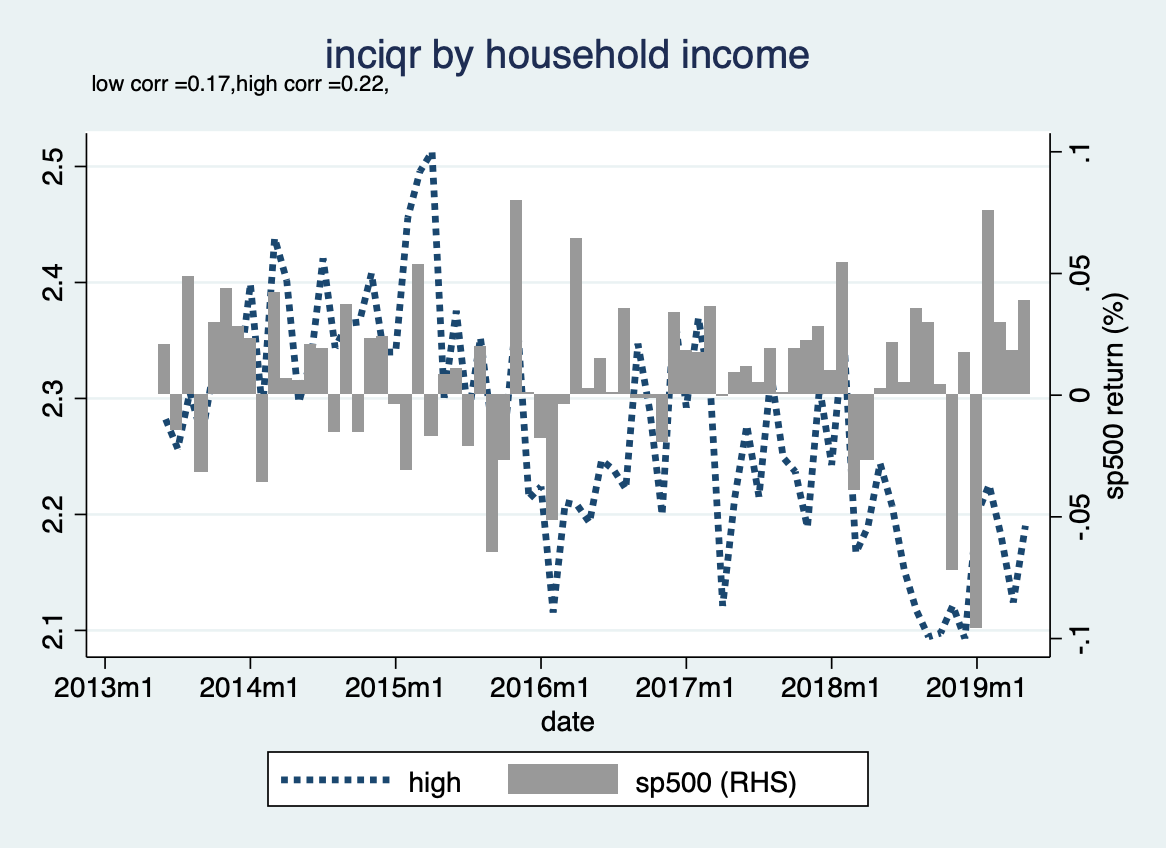 inciqr by household income
low corr =0.17,high corr =0.22,
2.5
2.4
2.3
2.2
2.1
.1
.05
0
-.05
-.1
sp500 return (%)
2013m1 2014m1 2015m1 2016m1 2017m1 2018m1 2019m1
date
high sp500 (RHS)